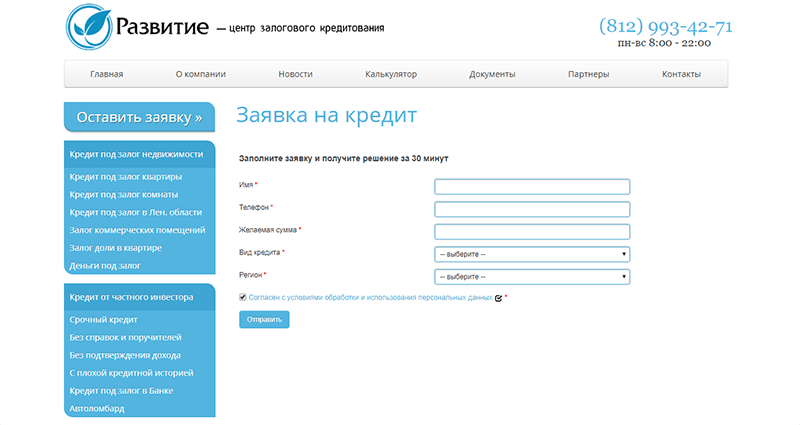 Развитие — центр залогового кредитования
(812) 993-42-71
пн-вс 8:00 - 22:00
Главная О компании Новости Калькулятор Документы Партнеры Контакты
Оставить заявку »
Кредит под залог недвижимости
Кредит под залог квартиры
Кредит под залог комнаты
Кредит под залог в Лен. области
Залог коммерческих помещений
Залог доли в квартире
Деньги под залог
Кредит от частного инвестора
Срочный кредит
Без справок и поручителей
Без подтверждения дохода
С плохой кредитной историей
Кредит под залог в Банке
Автоломбард
Заявка на кредит
Заполните заявку и получите решение за 30 минут
Имя *
Телефон *
Желаемая сумма *
Вид кредита * -- выберите --
Регион * -- выберите --
Согласен с условиями обработки и использования персональных данных *
Отправить